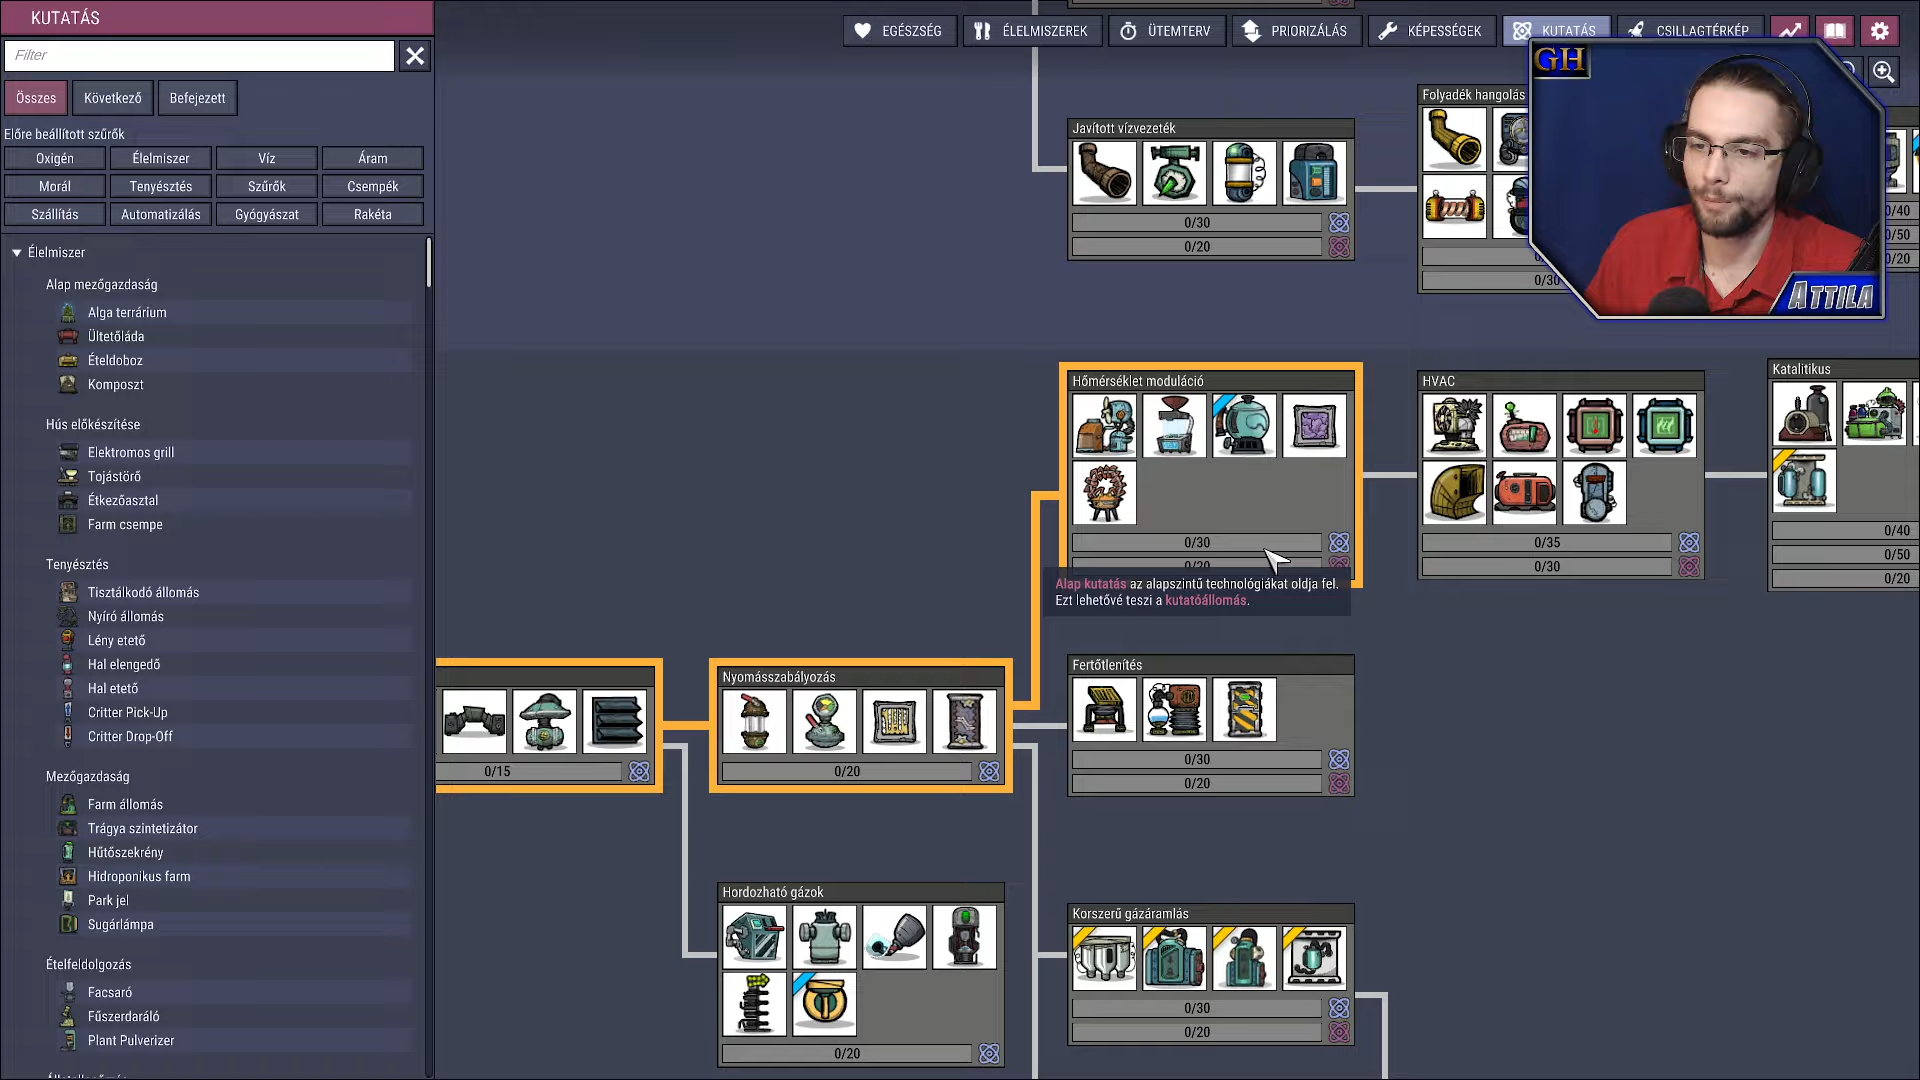 KUTATÁS
EGÉSZSÉG
ÉLELMISZEREK
ÜTEMTERV
PRIORIZÁLÁS
KÉPESSÉGEK
KUTATÁS
CSILLAGTÉRKÉP
Filter
Összes
Következő
Befejezett
Előre beállított szűrők
Oxigén
Élelmiszer
Víz
Áram
Morál
Tenyésztés
Szűrők
Csempék
Szállítás
Automatizálás
Gyógyászat
Rakéta
Élelmiszer
Alap mezőgazdaság
Alga terrárium
Ültetőláda
Ételdoboz
Komposzt
Hús előkészítése
Elektromos grill
Tojástörő
Étkezőasztal
Farm csempe
Tenyésztés
Tisztálkodó állomás
Nyíró állomás
Lény etető
Hal elengedő
Hal etető
Critter Pick-Up
Critter Drop-Off
Mezőgazdaság
Farm állomás
Trágya szintetizátor
Hűtőszekrény
Hidroponikus farm
Park jel
Sugárlámpa
Ételfeldolgozás
Facsaró
Fűszerdaráló
Plant Pulverizer
Javított vízvezeték
0/30
0/20
Folyadék hangolás
0/30
/40
/50
/20
GH
ATTILA
Hőmérséklet moduláció
0/30
0/20
Alap kutatás az alapszintű technológiákat oldja fel.
Ezt lehetővé teszi a kutatóállomás.
HVAC
0/35
0/30
Katalitikus
0/40
0/50
0/20
0/15
Nyomásszabályozás
0/20
Fertőtlenítés
0/30
0/20
Hordozható gázok
0/20
Korszerű gázáramlás
0/30
0/20